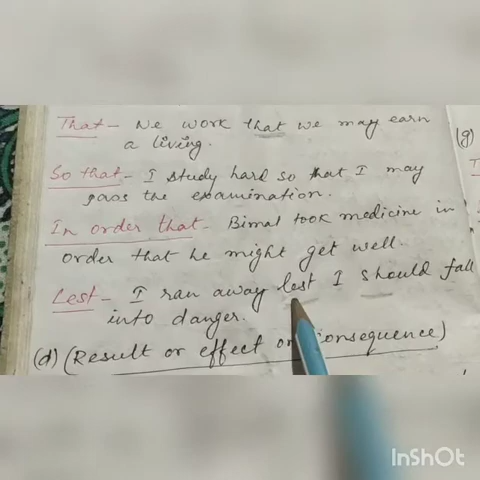 That - We work that we may earn
a living.
So that - I study hard so that I may
pass the examination.
In order that - Bimal took medicine in
order that he might get well.
Lest - I ran away lest I should fall
into danger.
(d) (Result or effect or consequence)
(g)
T
InShOt